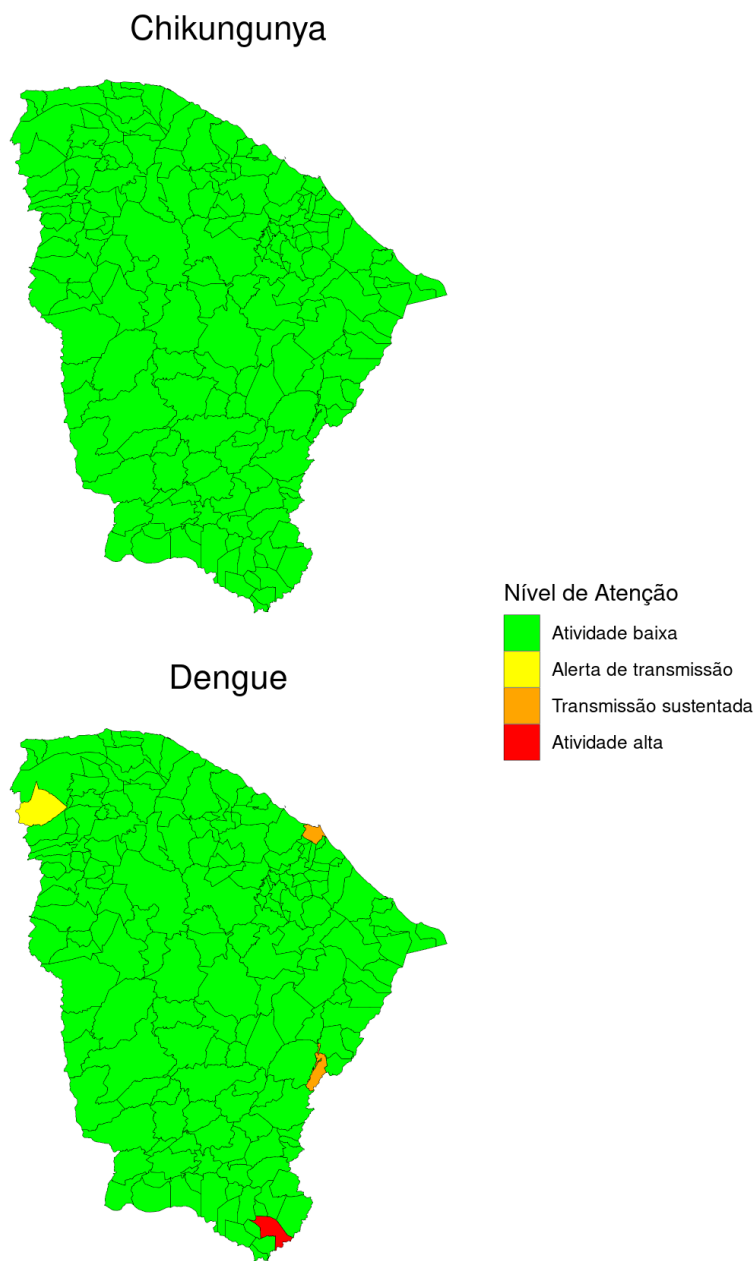 Chikungunya
Nível de Atenção
Atividade baixa
Alerta de transmissão
Transmissão sustentada
Atividade alta
Dengue